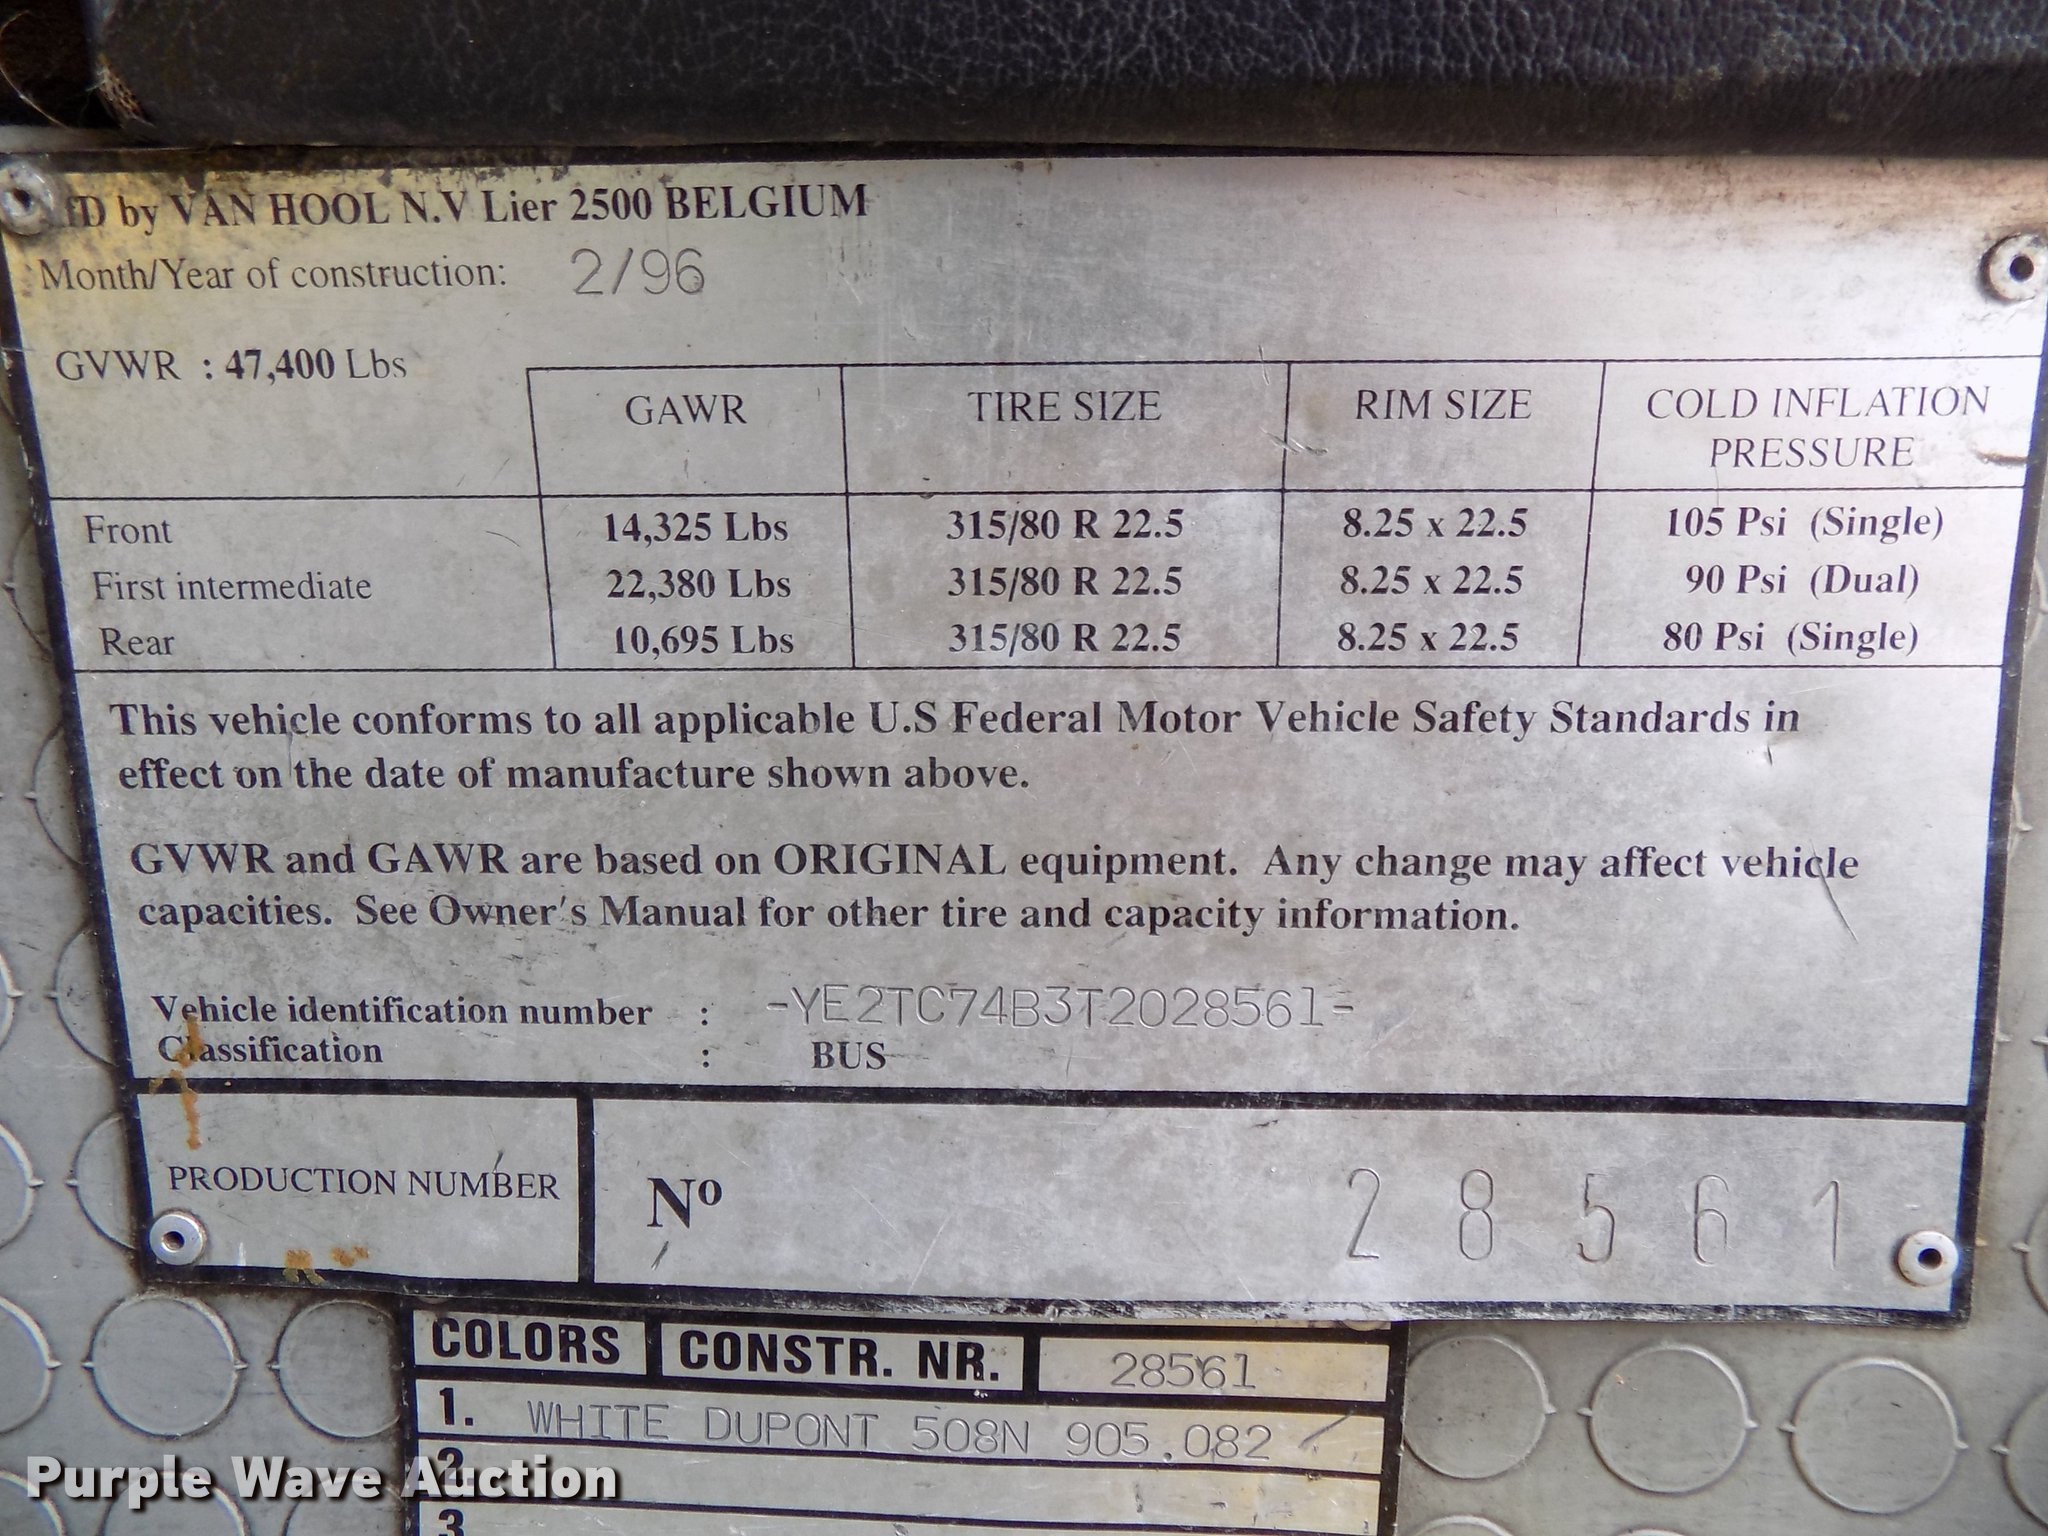 by VAN HOOL N.V Lier 2500 BELGIUM
Month/Year of construction: 2/96
GVWR : 47,400 Lbs
GAWR TIRE SIZE RIM SIZE COLD INFLATION
PRESSURE
Front 14,325 Lbs 315/80 R 22.5 8.25 x 22.5 105 Psi (Single)
First intermediate 22,380 Lbs 315/80 R 22.5 8.25 x 22.5 90 Psi (Dual)
Rear 10,695 Lbs 315/80 R 22.5 8.25 x 22.5 80 Psi (Single)
This vehicle conforms to all applicable U.S Federal Motor Vehicle Safety Standards in
effect on the date of manufacture shown above.
GVWR and GAWR are based on ORIGINAL equipment. Any change may affect vehicle
capacities. See Owner's Manual for other tire and capacity information.
Vehicle identification number : -YE2TC74B3T2028561-
Classification : BUS
PRODUCTION NUMBER Nº 28561
COLORS CONSTR. NR. 28561
1. WHITE DUPONT 508N 905.082
2
3
Purple Wave Auction